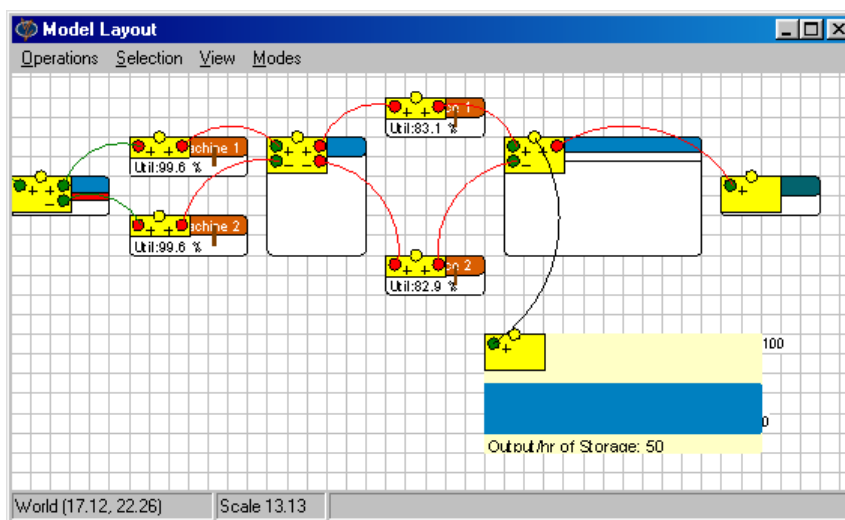 Model Layout
Operations Selection View Modes
Util:83.1 %
achine 1
Util:99.6 %
achine 2
Util:99.6 %
Util:82.9 %
100
0
Output/hr of Storage: 50
World (17.12, 22.26) Scale 13.13